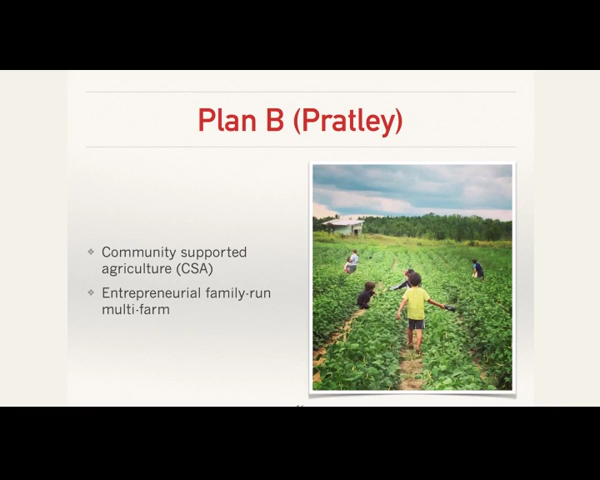 Plan B (Pratley)
Community supported
agriculture (CSA)
Entrepreneurial family-run
multi-farm